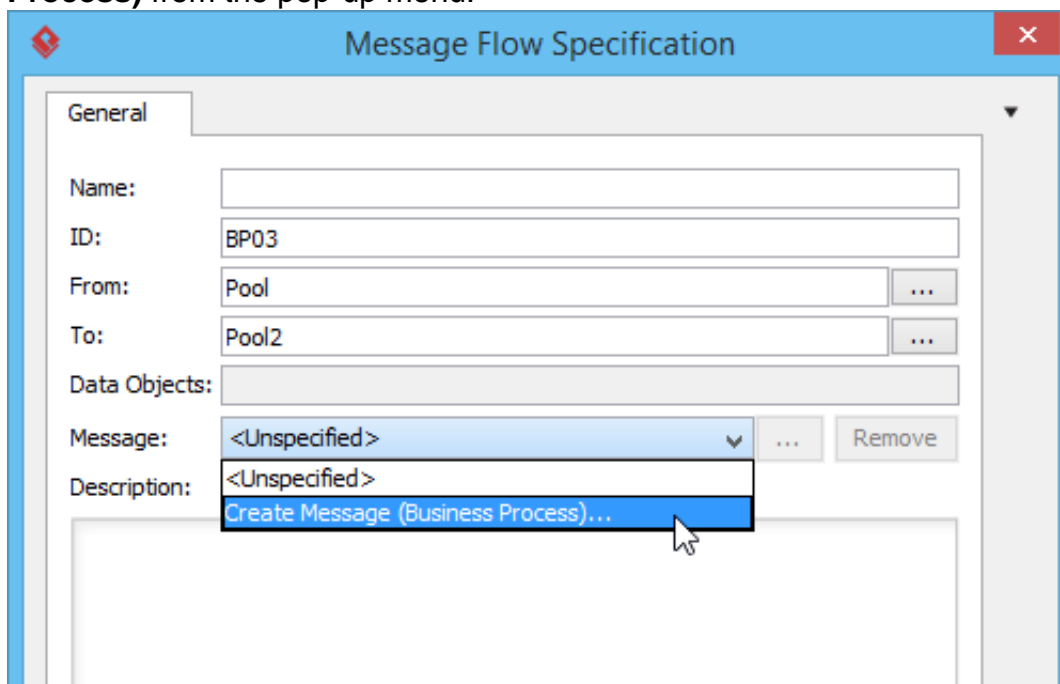 Process) from the pop-up menu.
Message Flow Specification
General
Name:
ID: BP03
From: Pool ...
To: Pool2 ...
Data Objects:
Message: <Unspecified> ... Remove
<Unspecified>
Description:
Create Message (Business Process)...